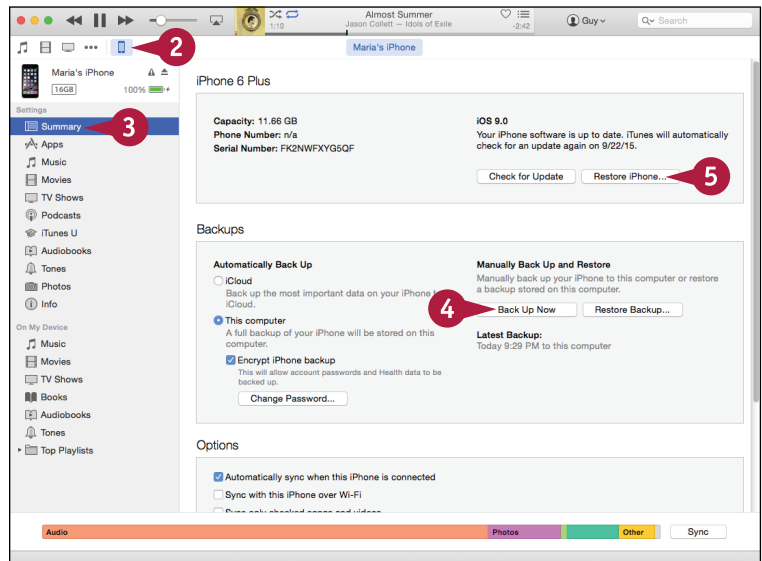 Almost Summer
Jason Collett — Idols of Exile
1:10
-2:42
Guy
Search
2
Maria's iPhone
Maria's iPhone
16GB
100%
Settings
Summary
3
Apps
Music
Movies
TV Shows
Podcasts
iTunes U
Audiobooks
Tones
Photos
Info
On My Device
Music
Movies
TV Shows
Books
Audiobooks
Tones
Top Playlists
iPhone 6 Plus
Capacity: 11.66 GB
Phone Number: n/a
Serial Number: FK2NWFXYG5QF
iOS 9.0
Your iPhone software is up to date. iTunes will automatically
check for an update again on 9/22/15.
Check for Update
Restore iPhone...
5
Backups
Automatically Back Up
iCloud
Back up the most important data on your iPhone
iCloud.
This computer
A full backup of your iPhone will be stored on this
computer.
Encrypt iPhone backup
This will allow account passwords and Health data to be
backed up.
Change Password...
Manually Back Up and Restore
Manually back up your iPhone to this computer or restore
a backup stored on this computer.
4
Back Up Now
Restore Backup...
Latest Backup:
Today 9:29 PM to this computer
Options
Automatically sync when this iPhone is connected
Sync with this iPhone over Wi-Fi
Sync only checked songs and videos
Audio
Photos
Other
Sync